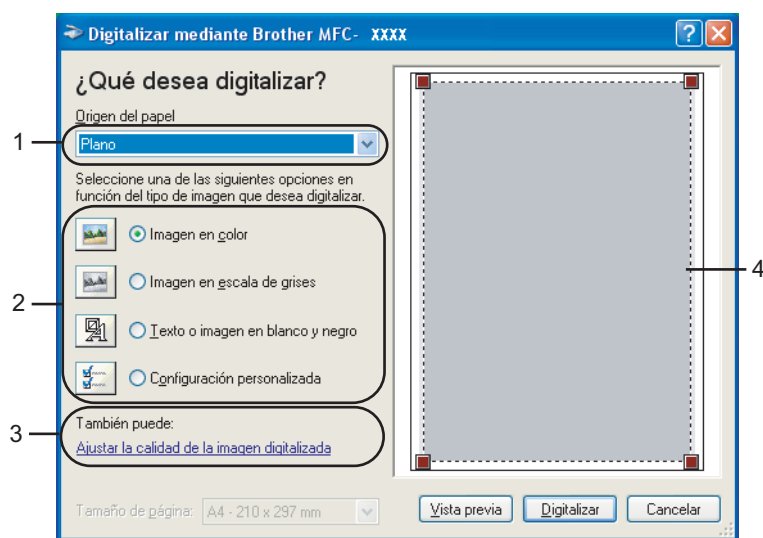 Digitalizar mediante Brother MFC- XXXX
¿Qué desea digitalizar?
Origen del papel
1
Plano
Seleccione una de las siguientes opciones en
función del tipo de imagen que desea digitalizar.
2
Imagen en color
Imagen en escala de grises
Texto o imagen en blanco y negro
Configuración personalizada
3
También puede:
Ajustar la calidad de la imagen digitalizada
Tamaño de página: A4 - 210 x 297 mm
4
Vista previa
Digitalizar
Cancelar